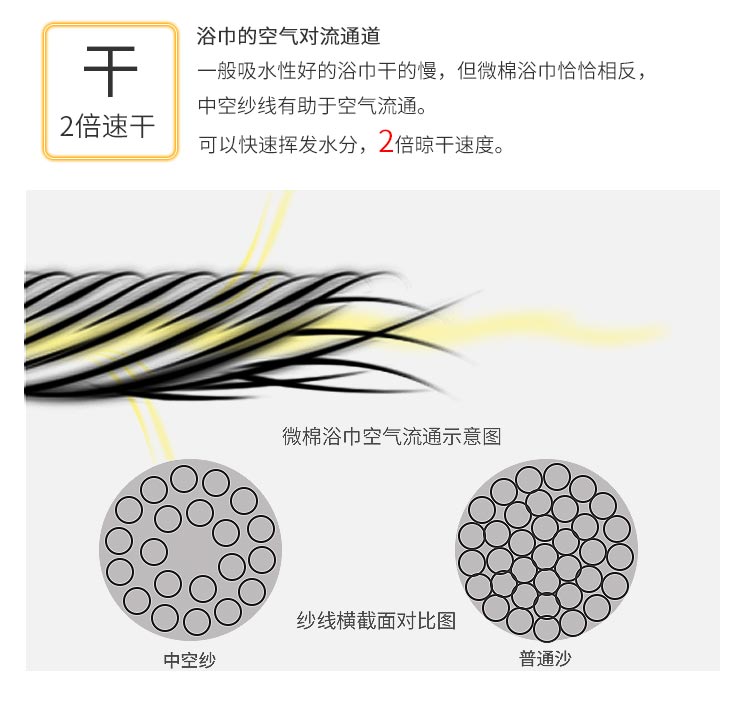 干
2倍速干
浴巾的空气对流通道
一般吸水性好的浴巾干的慢，但微棉浴巾恰恰相反，
中空纱线有助于空气流通。
可以快速挥发水分，2倍晾干速度。
微棉浴巾空气流通示意图
纱线横截面对比图
中空纱
普通沙